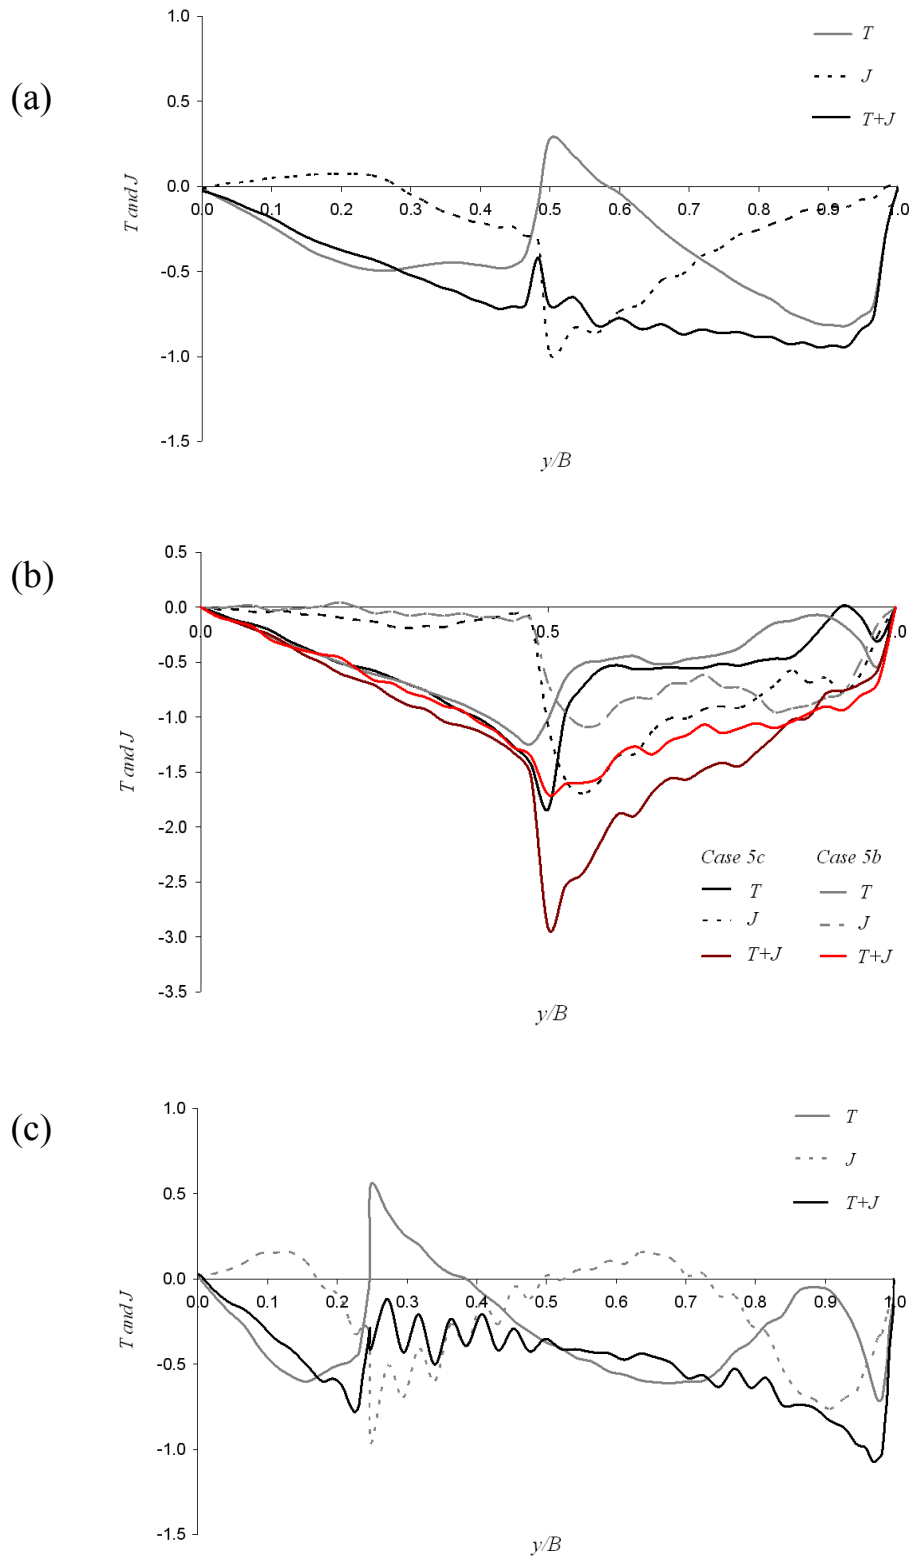 (a)
T and J
1.0
0.5
0.0
-0.5
-1.0
-1.5
0.0 0.1 0.2 0.3 0.4 0.5 0.6 0.7 0.8 0.9 1.0
y/B
T
J
T+J
(b)
T and J
0.5
0.0
-0.5
-1.0
-1.5
-2.0
-2.5
-3.0
-3.5
0.0 0.5 1.0
y/B
Case 5c Case 5b
T T
J J
T+J T+J
(c)
T and J
1.0
0.5
0.0
-0.5
-1.0
-1.5
0.0 0.1 0.2 0.3 0.4 0.5 0.6 0.7 0.8 0.9 1.0
y/B
T
J
T+J